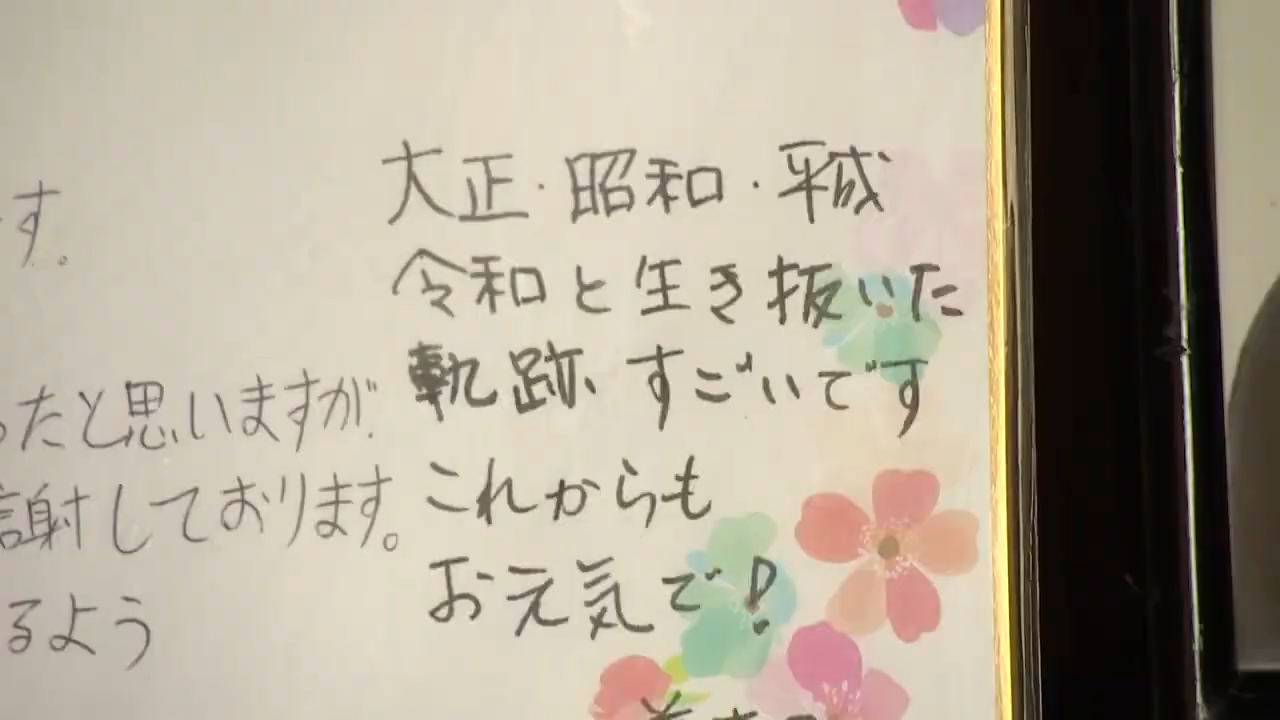 大正・昭和・平成
令和と生き抜いた
軌跡、すごいです
これからも
お元気で!
す。
ったと思いますが、
謝しております。
るよう